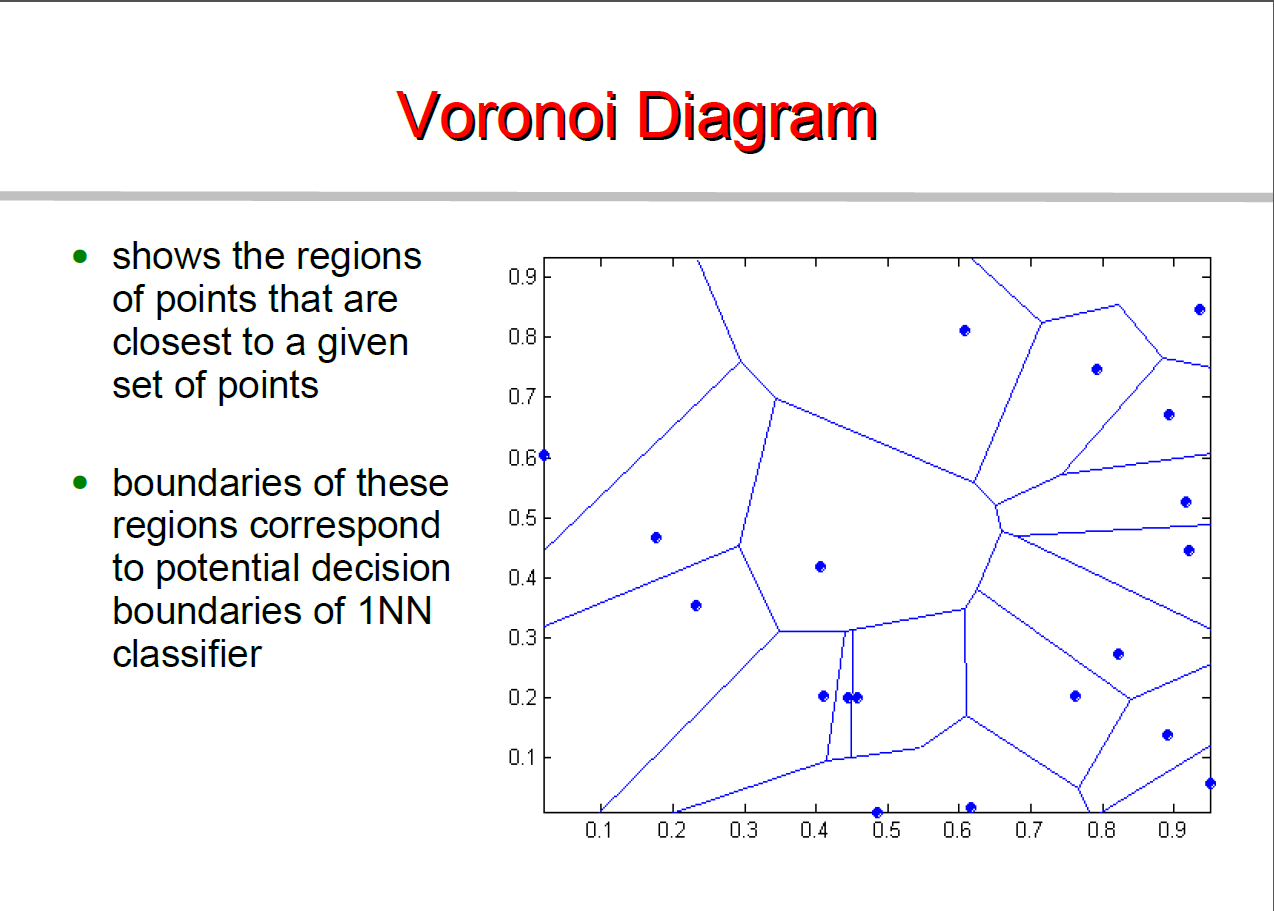 Voronoi Diagram
shows the regions
of points that are
closest to a given
set of points
boundaries of these
regions correspond
to potential decision
boundaries of 1NN
classifier
0.9
0.8
0.7
0.6
0.5
0.4
0.3
0.2
0.1
0.1 0.2 0.3 0.4 0.5 0.6 0.7 0.8 0.9